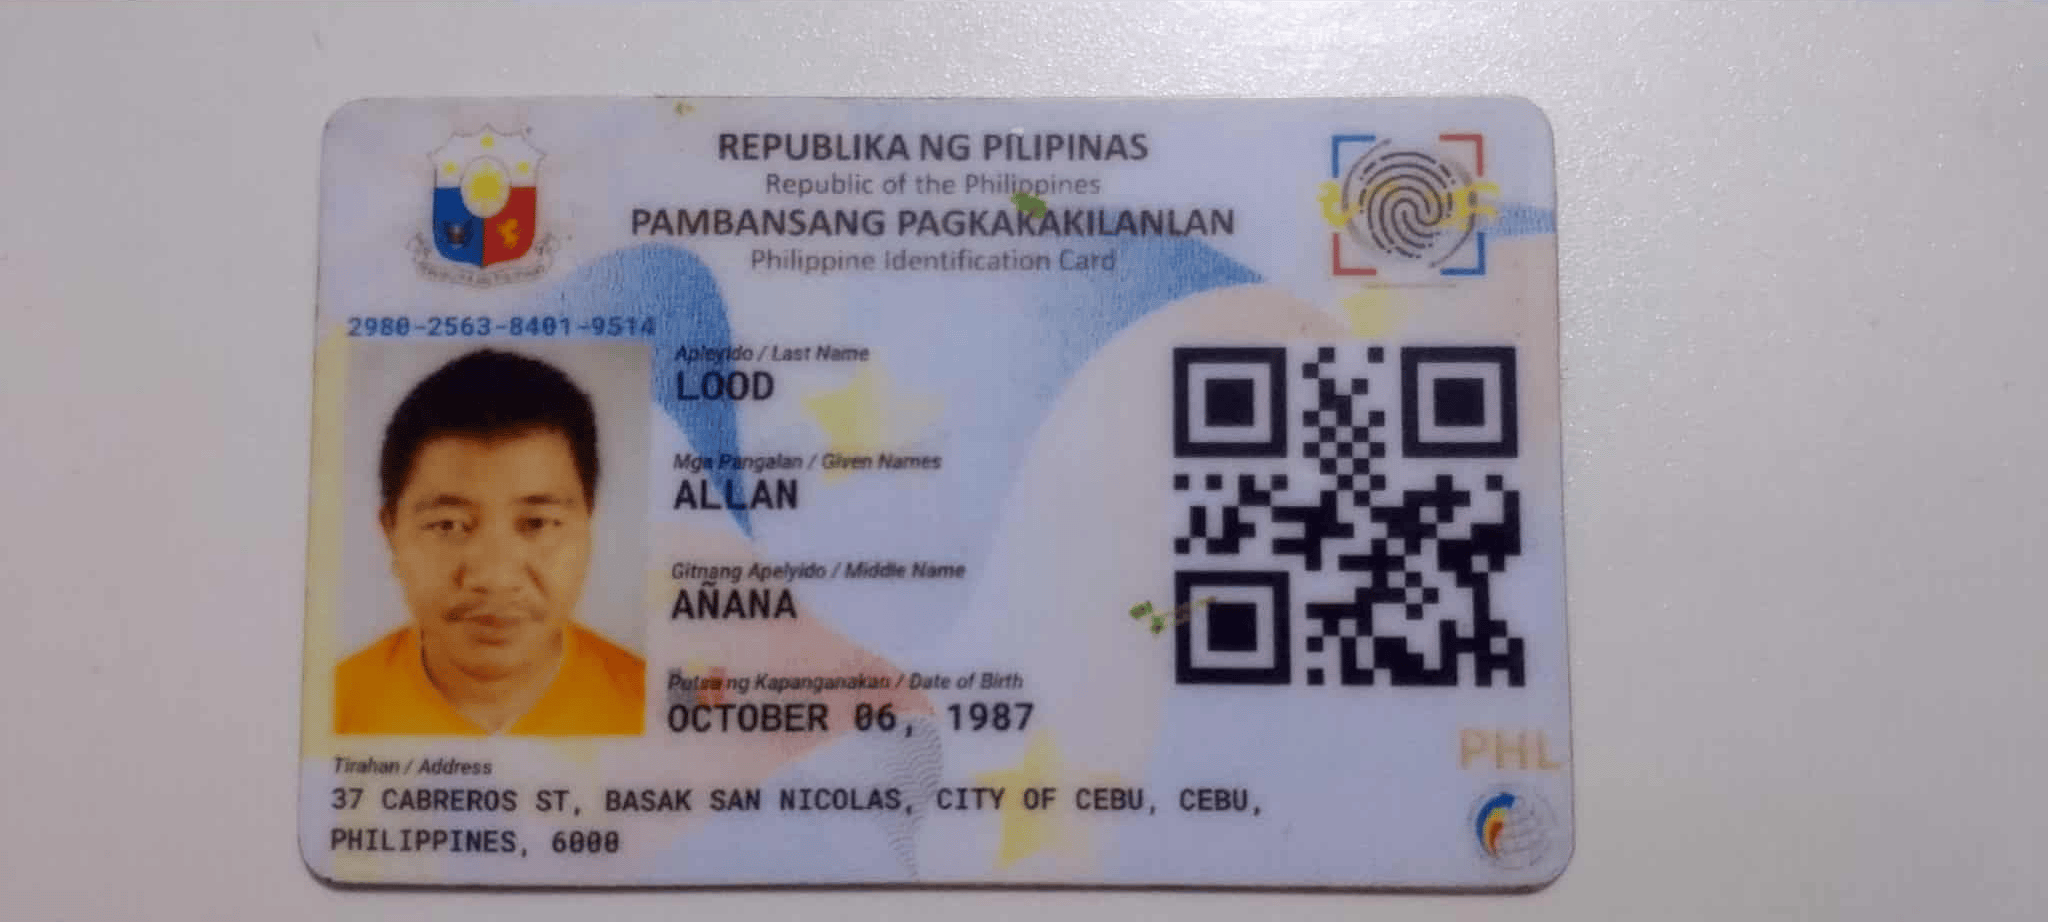 REPUBLIKA NG PILIPINAS
Republic of the Philippines
PAMBANSANG PAGKAKAKILANLAN
Philippine Identification Card
2980-2563-8401-9514
Apleyido / Last Name
LOOD
Mga Pangalan / Given Names
ALLAN
Gitnang Apelyido / Middle Name
AÑANA
Petsa ng Kapanganakan / Date of Birth
OCTOBER 06, 1987
Tirahan / Address
37 CABREROS ST, BASAK SAN NICOLAS, CITY OF CEBU, CEBU,
PHILIPPINES, 6000
PHL